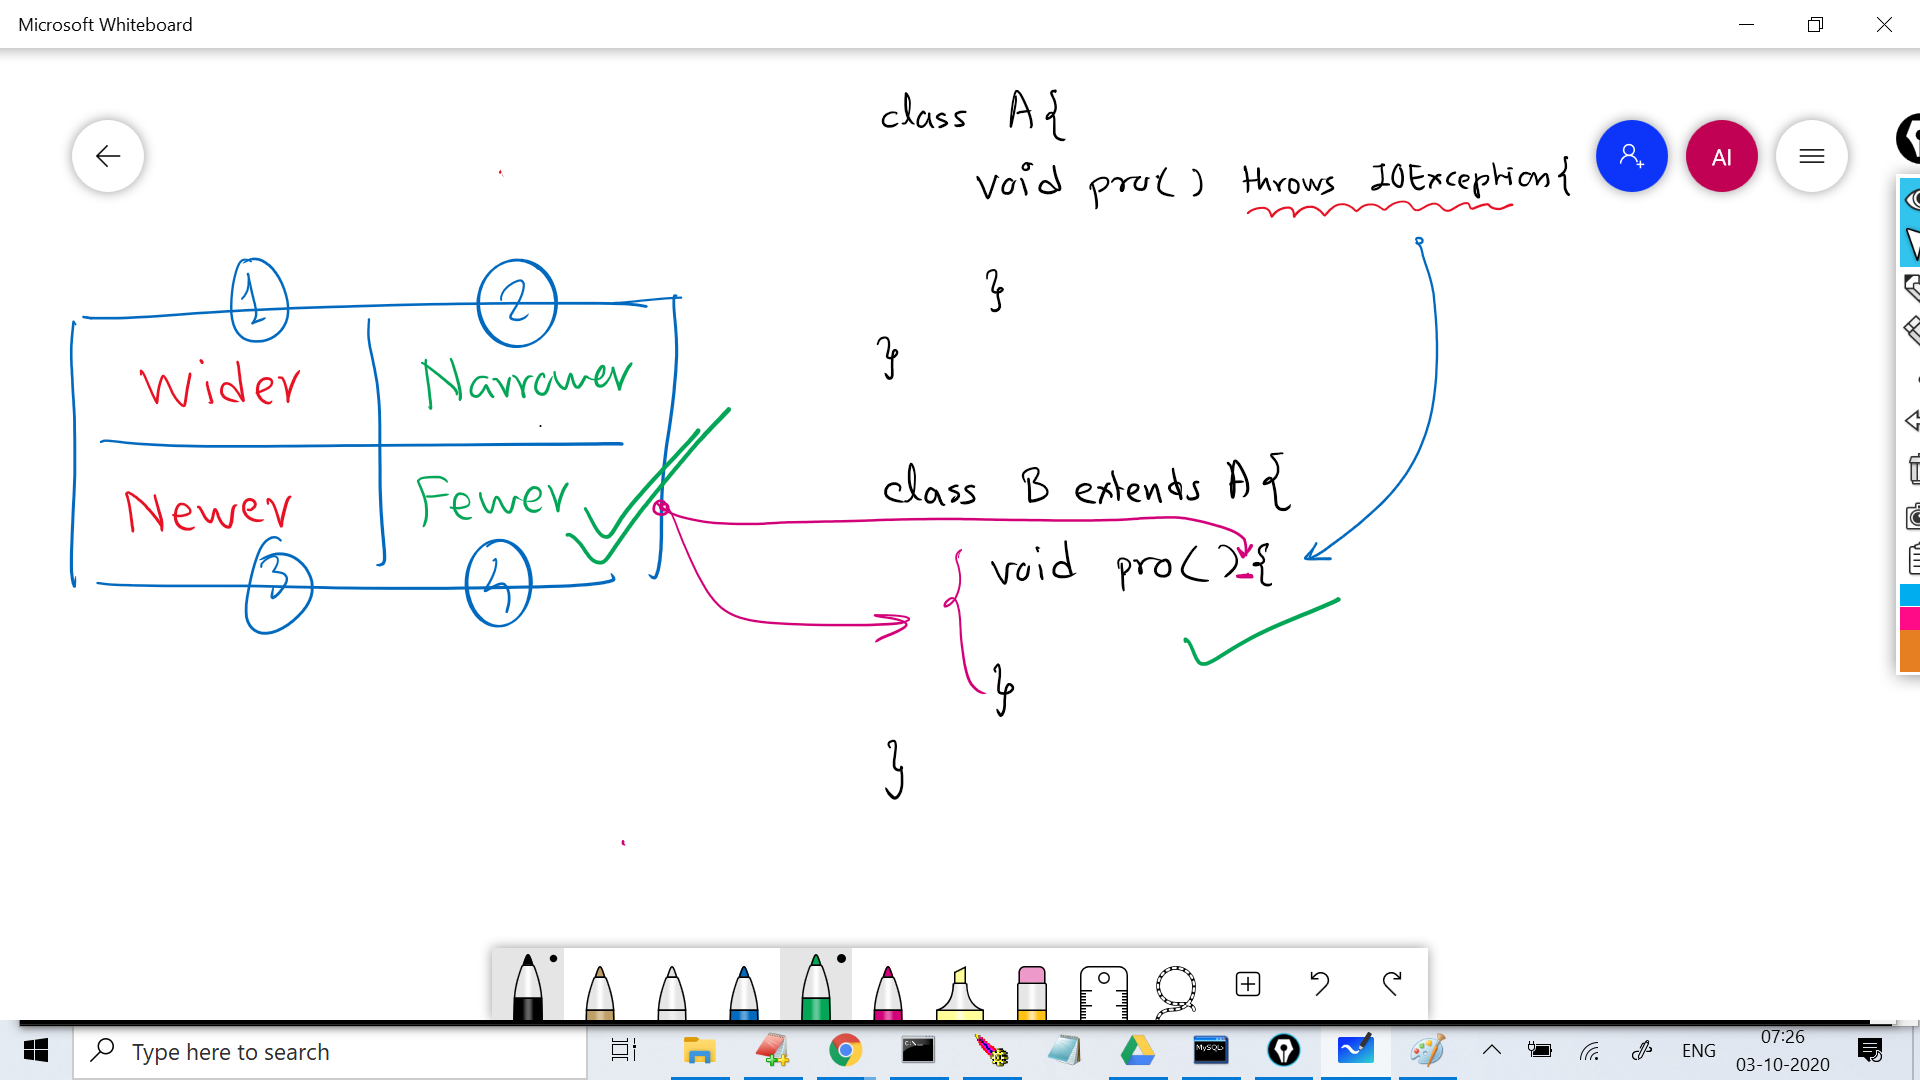 Microsoft Whiteboard
class A{
void pro() throws IOException{
}
}
AI
1 2
Wider Narrower
Newer Fewer
3 4
class B extends A{
void pro(){
}
}
Type here to search
C:\
MySQL
ENG
07:26
03-10-2020